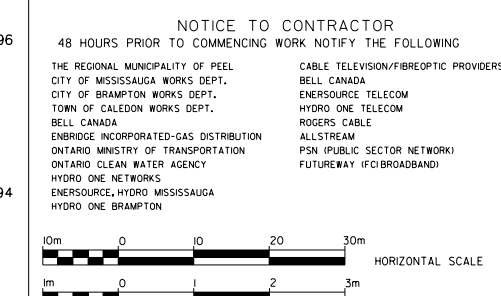 NOTICE TO CONTRACTOR
96
48 HOURS PRIOR TO COMMENCING WORK NOTIFY THE FOLLOWING
THE REGIONAL MUNICIPALITY OF PEEL
CITY OF MISSISSAUGA WORKS DEPT.
CITY OF BRAMPTON WORKS DEPT.
TOWN OF CALEDON WORKS DEPT.
BELL CANADA
ENBRIDGE INCORPORATED-GAS DISTRIBUTION
ONTARIO MINISTRY OF TRANSPORTATION
ONTARIO CLEAN WATER AGENCY
HYDRO ONE NETWORKS
ENERSOURCE, HYDRO MISSISSAUGA
HYDRO ONE BRAMPTON
CABLE TELEVISION/FIBREOPTIC PROVIDERS
BELL CANADA
ENERSOURCE TELECOM
HYDRO ONE TELECOM
ROGERS CABLE
ALLSTREAM
PSN (PUBLIC SECTOR NETWORK)
FUTUREWAY (FCI BROADBAND)
94
10m 0 10 20 30m
HORIZONTAL SCALE
1m 0 1 2 3m